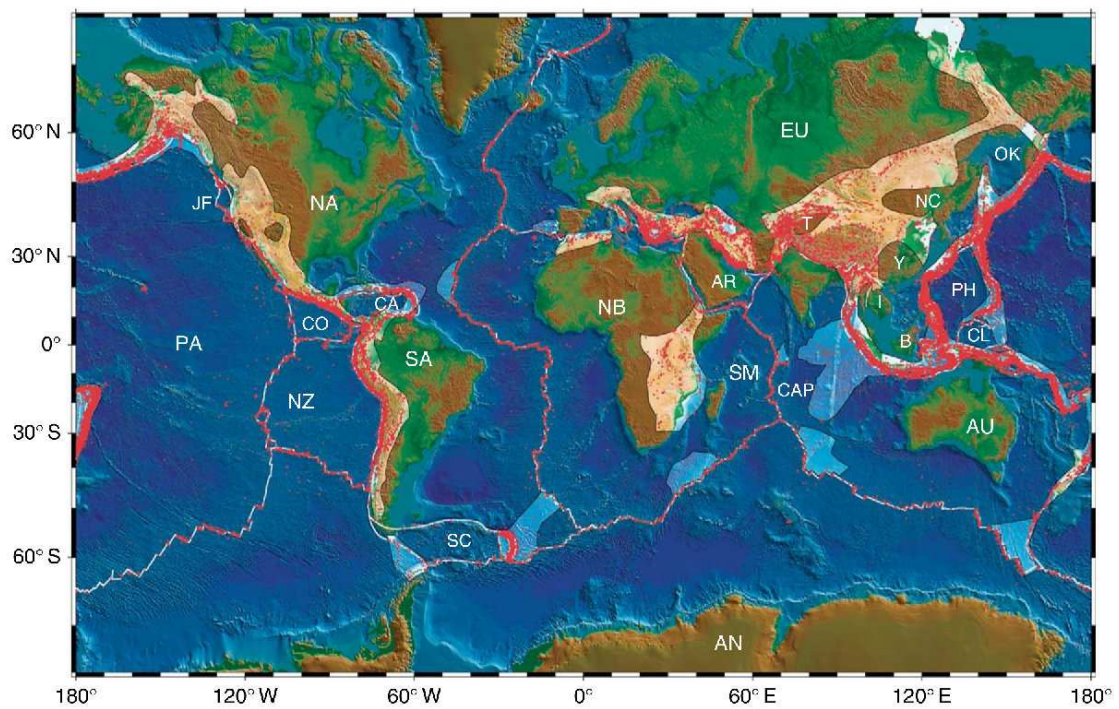 60° N
30° N
0°
30° S
60° S
180°
120° W
60° W
0°
60° E
120° E
180°
EU
OK
JF
NA
NC
T
Y
AR
PH
CA
NB
I
CO
B
CL
PA
SA
SM
CAP
NZ
AU
SC
AN